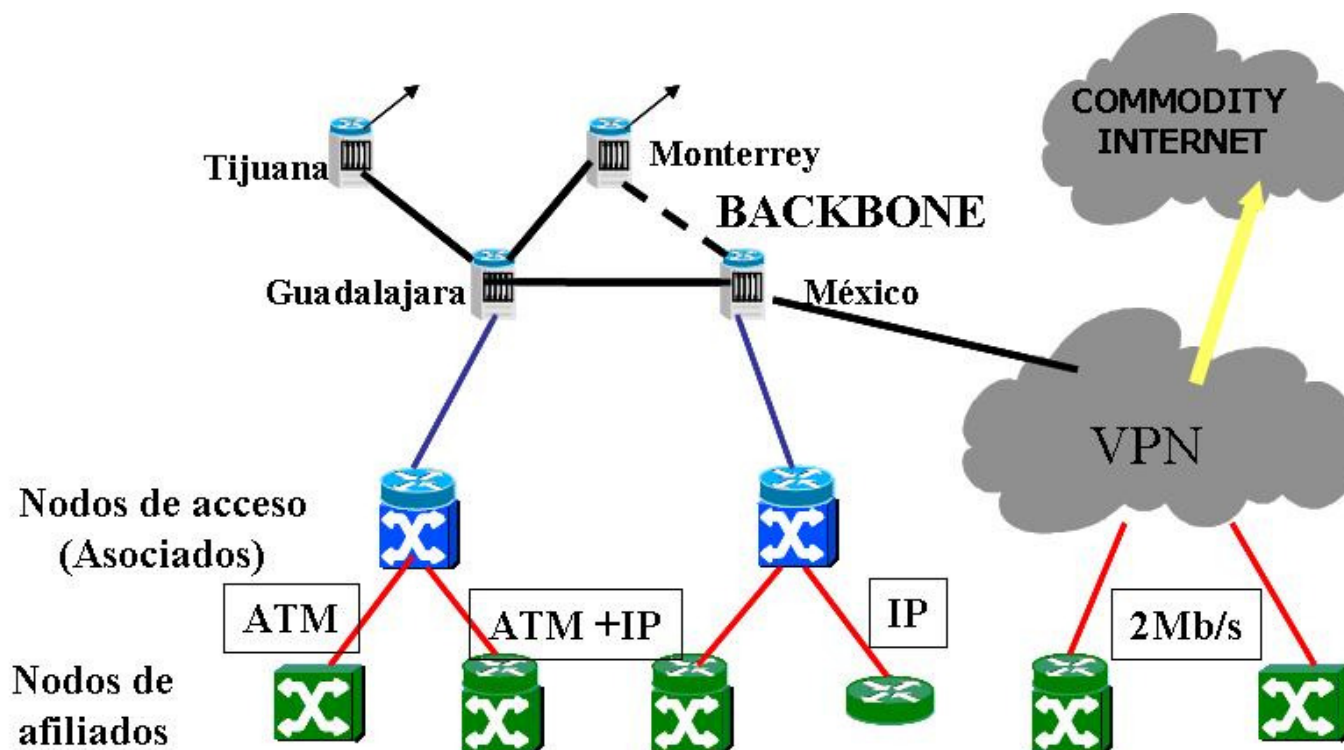 COMMODITY
INTERNET
Tijuana
Monterrey
BACKBONE
Guadalajara
México
VPN
Nodos de acceso
(Asociados)
ATM
ATM +IP
IP
2Mb/s
Nodos de
afiliados